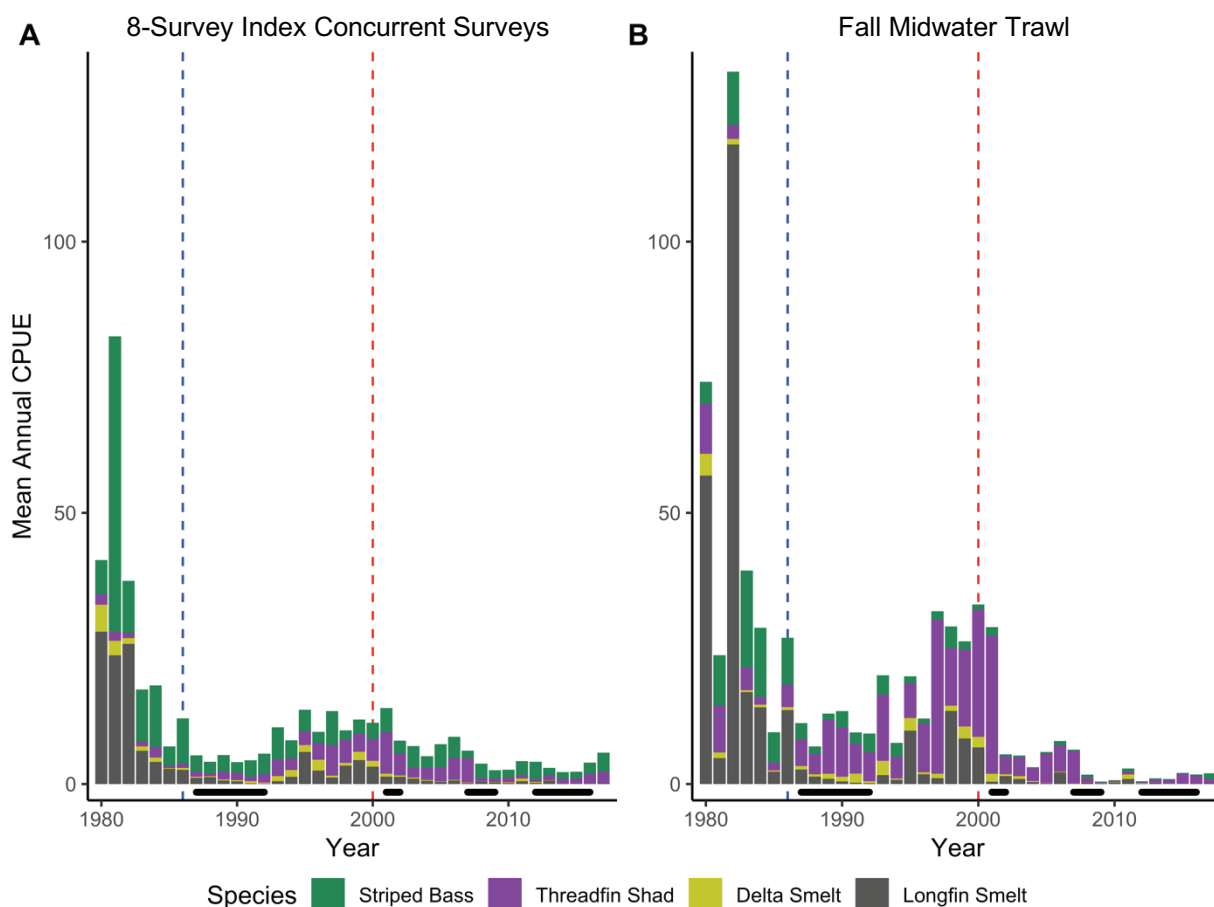 A
8-Survey Index Concurrent Surveys
B
Fall Midwater Trawl
Mean Annual CPUE
100
50
0
100
50
0
1980
1990
2000
2010
1980
1990
2000
2010
Year
Year
Species
Striped Bass
Threadfin Shad
Delta Smelt
Longfin Smelt